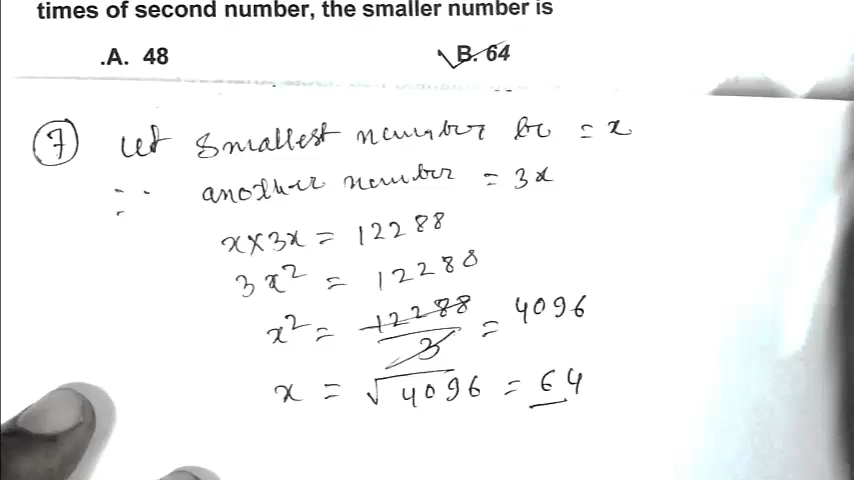 times of second number, the smaller number is
.A. 48 B. 64
7 Let smallest number be = x
∴ another number = 3x
x×3x = 12288
3x² = 12288
x² = 12288/3 = 4096
x = √4096 = 64